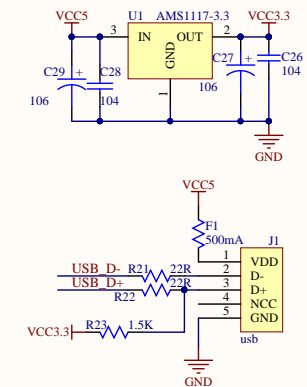 VCC5 U1 AMS1117-3.3 VCC3.3
3 IN OUT 2
GND
C29 + C28 C27 + C26
106 104 1 106 104
GND
VCC5
F1
500mA
J1
1 VDD
USB_D- R21 22R 2 D-
USB_D+ R22 22R 3 D+
4 NCC
5 GND
VCC3.3 R23 1.5K
usb
GND